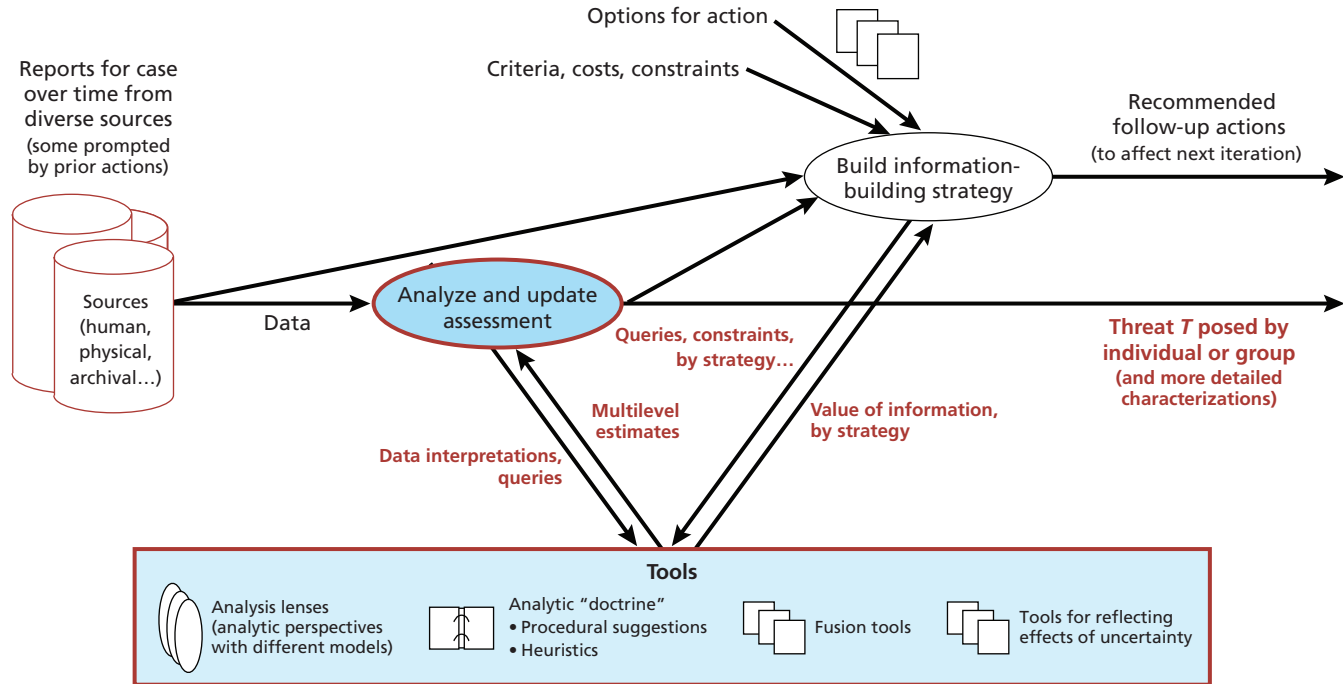 Options for action
Criteria, costs, constraints
Reports for case
over time from
diverse sources
(some prompted
by prior actions)
Recommended
follow-up actions
(to affect next iteration)
Build information-
building strategy
Sources
(human,
physical,
archival…)
Data
Analyze and update
assessment
Queries, constraints,
by strategy…
Threat T posed by
individual or group
(and more detailed
characterizations)
Multilevel
estimates
Value of information,
by strategy
Data interpretations,
queries
Tools
Analysis lenses
(analytic perspectives
with different models)
Analytic “doctrine”
• Procedural suggestions
• Heuristics
Fusion tools
Tools for reflecting
effects of uncertainty